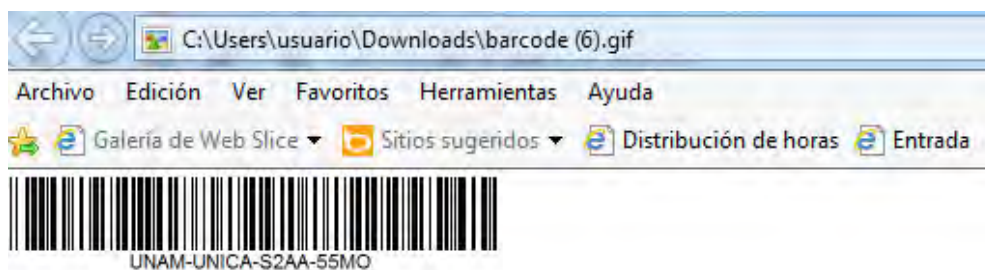 C:\Users\usuario\Downloads\barcode (6).gif
Archivo Edición Ver Favoritos Herramientas Ayuda
Galería de Web Slice Sitios sugeridos Distribución de horas Entrada
UNAM-UNICA-S2AA-55MO